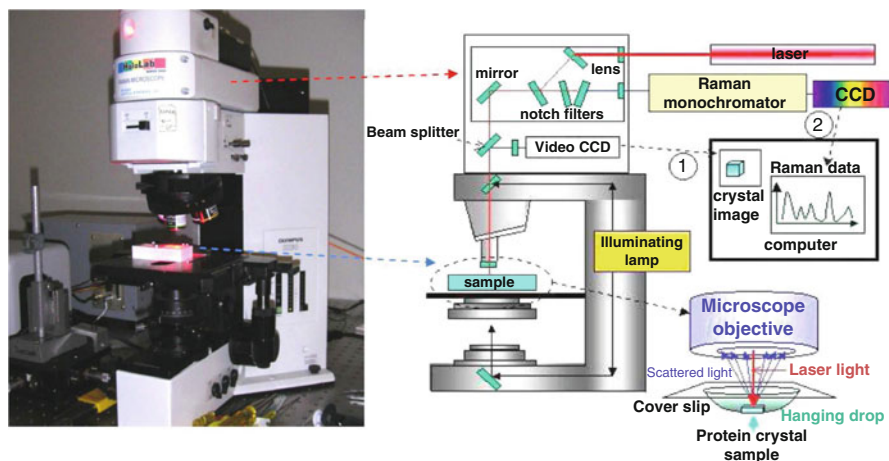 HoloLab
OLYMPUS
laser
lens
mirror
Raman
monochromator
CCD
notch filters
Beam splitter
Video CCD
1
2
Raman data
crystal
image
computer
Illuminating
lamp
sample
Microscope
objective
Scattered light
Laser light
Cover slip
Hanging drop
Protein crystal
sample